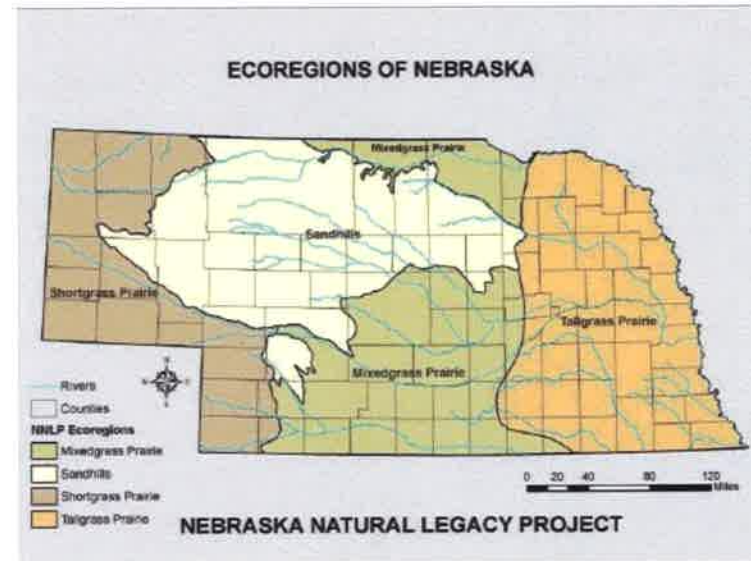 ECOREGIONS OF NEBRASKA
Mixedgrass Prairie
Sandhills
Shortgrass Prairie
Tallgrass Prairie
Mixedgrass Prairie
N
Rivers
Counties
NNLP Ecoregions
Mixedgrass Prairie
Sandhills
Shortgrass Prairie
Tallgrass Prairie
0 20 40 80 120
Miles
NEBRASKA NATURAL LEGACY PROJECT